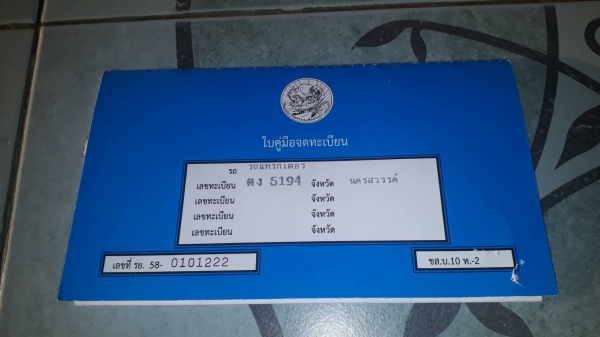 ใบคู่มือจดทะเบียน
รถ รถแทรกเตอร์
เลขทะเบียน ตง 5194 จังหวัด นครสวรรค์
เลขทะเบียน จังหวัด
เลขทะเบียน จังหวัด
เลขทะเบียน จังหวัด
เลขที่ รย. 58- 0101222
ขส.บ.10 ท.-2